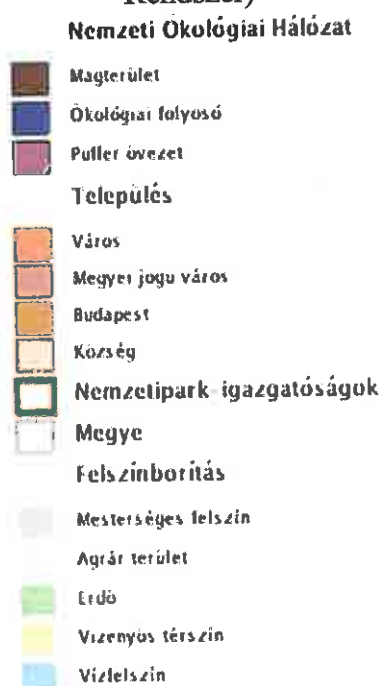 Rendszer)
Nemzeti Ökológiai Hálózat
Magterület
Ökológiai folyosó
Puffer övezet
Település
Város
Megyei jogú város
Budapest
Község
Nemzetipark-igazgatóságok
Megye
Felszínborítás
Mesterséges felszín
Agrár terület
Erdő
Vizenyős térszín
Vízfelszín